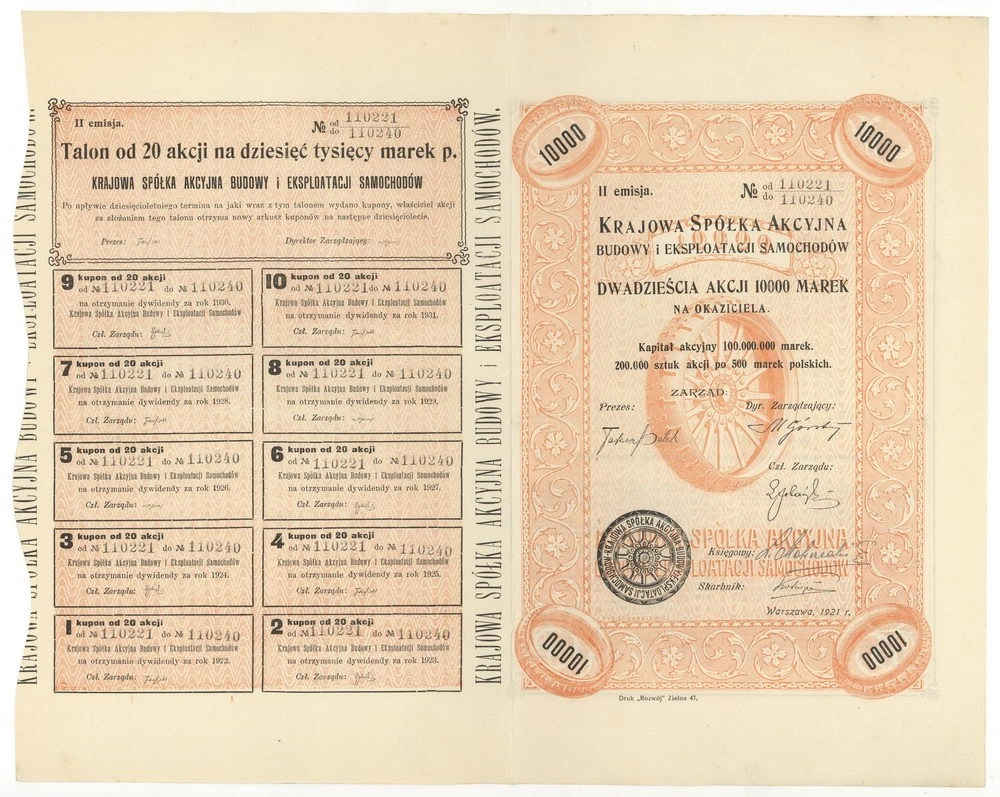 II emisja.
№ od 110221
do 110240
Talon od 20 akcji na dziesięć tysięcy marek p.
KRAJOWA SPÓŁKA AKCYJNA BUDOWY i EKSPLOATACJI SAMOCHODÓW
Po upływie dziesięcioletniego terminu na jaki wraz z tym talonem wydano kupony, właściciel akcji
za złożeniem tego talonu otrzyma nowy arkusz kuponów na następne dziesięciolecie.
Prezes: Dyrektor Zarządzający:
9 kupon od 20 akcji
od № 110221 do № 110240
na otrzymanie dywidendy za rok 1930.
Krajowa Spółka Akcyjna Budowy i Eksploatacji Samochodów
Czł. Zarządu:
10 kupon od 20 akcji
od № 110221 do № 110240
Krajowa Spółka Akcyjna Budowy i Eksploatacji Samochodów
na otrzymanie dywidendy za rok 1931.
Czł. Zarządu:
7 kupon od 20 akcji
od № 110221 do № 110240
Krajowa Spółka Akcyjna Budowy i Eksploatacji Samochodów
na otrzymanie dywidendy za rok 1928.
Czł. Zarządu:
8 kupon od 20 akcji
od № 110221 do № 110240
Krajowa Spółka Akcyjna Budowy i Eksploatacji Samochodów
na otrzymanie dywidendy za rok 1929.
Czł. Zarządu:
5 kupon od 20 akcji
od № 110221 do № 110240
Krajowa Spółka Akcyjna Budowy i Eksploatacji Samochodów
na otrzymanie dywidendy za rok 1926.
Czł. Zarządu:
6 kupon od 20 akcji
od № 110221 do № 110240
Krajowa Spółka Akcyjna Budowy i Eksploatacji Samochodów
na otrzymanie dywidendy za rok 1927.
Czł. Zarządu:
3 kupon od 20 akcji
od № 110221 do № 110240
Krajowa Spółka Akcyjna Budowy i Eksploatacji Samochodów
na otrzymanie dywidendy za rok 1924.
Czł. Zarządu:
4 kupon od 20 akcji
od № 110221 do № 110240
Krajowa Spółka Akcyjna Budowy i Eksploatacji Samochodów
na otrzymanie dywidendy za rok 1925.
Czł. Zarządu:
1 kupon od 20 akcji
od № 110221 do № 110240
Krajowa Spółka Akcyjna Budowy i Eksploatacji Samochodów
na otrzymanie dywidendy za rok 1922.
Czł. Zarządu:
2 kupon od 20 akcji
od № 110221 do № 110240
Krajowa Spółka Akcyjna Budowy i Eksploatacji Samochodów
na otrzymanie dywidendy za rok 1923.
Czł. Zarządu:
KRAJOWA SPÓŁKA AKCYJNA BUDOWY i EKSPLOATACJI SAMOCHODÓW.
KRAJOWA SPÓŁKA AKCYJNA BUDOWY i EKSPLOATACJI SAMOCHODÓW.
10000
10000
II emisja.
№ od 110221
do 110240
KRAJOWA SPÓŁKA AKCYJNA
BUDOWY i EKSPLOATACJI SAMOCHODÓW
DWADZIEŚCIA AKCJI 10000 MAREK
NA OKAZICIELA.
Kapitał akcyjny 100.000.000 marek.
200.000 sztuk akcji po 500 marek polskich.
ZARZĄD:
Prezes: Dyr. Zarządzający:
M Górski
Czł. Zarządu:
KRAJOWA SPÓŁKA AKCYJNA BUDOWY i EKSPLOATACJI SAMOCHODÓW
SPÓŁKA AKCYJNA
Księgowy:
EKSPLOATACJI SAMOCHODÓW
Skarbnik:
Warszawa, 1921 r.
10000
10000
Druk „Rozwój" Zielna 47.